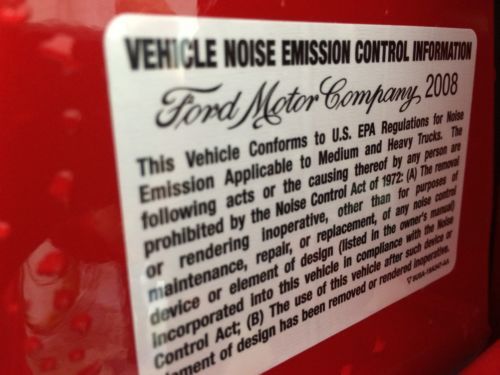 VEHICLE NOISE EMISSION CONTROL INFORMATION
Ford Motor Company 2008
This Vehicle Conforms to U.S. EPA Regulations for Noise
Emission Applicable to Medium and Heavy Trucks. The
following acts or the causing thereof by any person are
prohibited by the Noise Control Act of 1972: (A) The removal
or rendering inoperative, other than for purposes of
maintenance, repair, or replacement, of any noise control
device or element of design (listed in the owner's manual)
incorporated into this vehicle in compliance with the Noise
Control Act; (B) The use of this vehicle after such device or
ement of design has been removed or rendered inoperative.